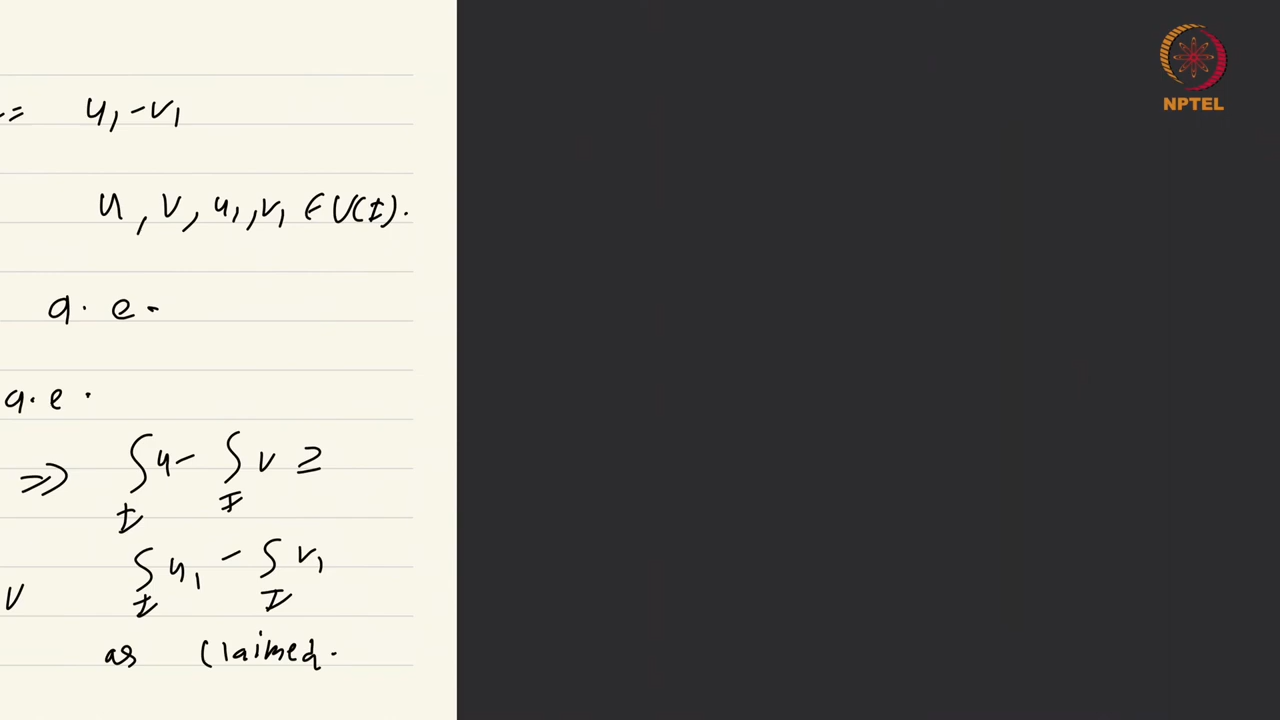 = u₁ - v₁
u, v, u₁, v₁ ∈ U(I).
a.e.
a.e.
⇒ ∫_I u - ∫_I v ≥
∫_I u₁ - ∫_I v₁
v
as claimed.
NPTEL